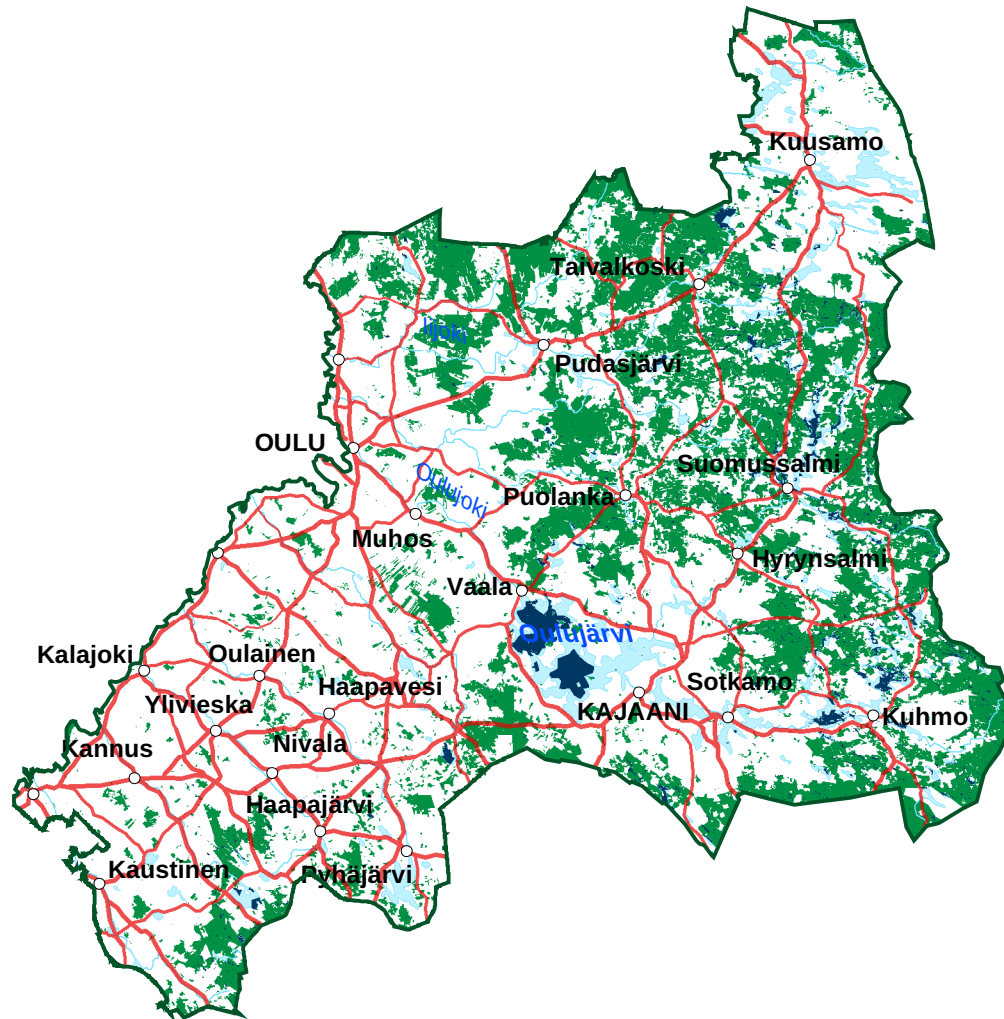 Kuusamo
Taivalkoski
Iijoki
Pudasjärvi
OULU
Suomussalmi
Oulujoki
Puolanka
Muhos
Hyrynsalmi
Vaala
Oulujärvi
Kalajoki
Oulainen
Haapavesi
Sotkamo
Ylivieska
KAJAANI
Kuhmo
Kannus
Nivala
Haapajärvi
Kaustinen
Pyhäjärvi